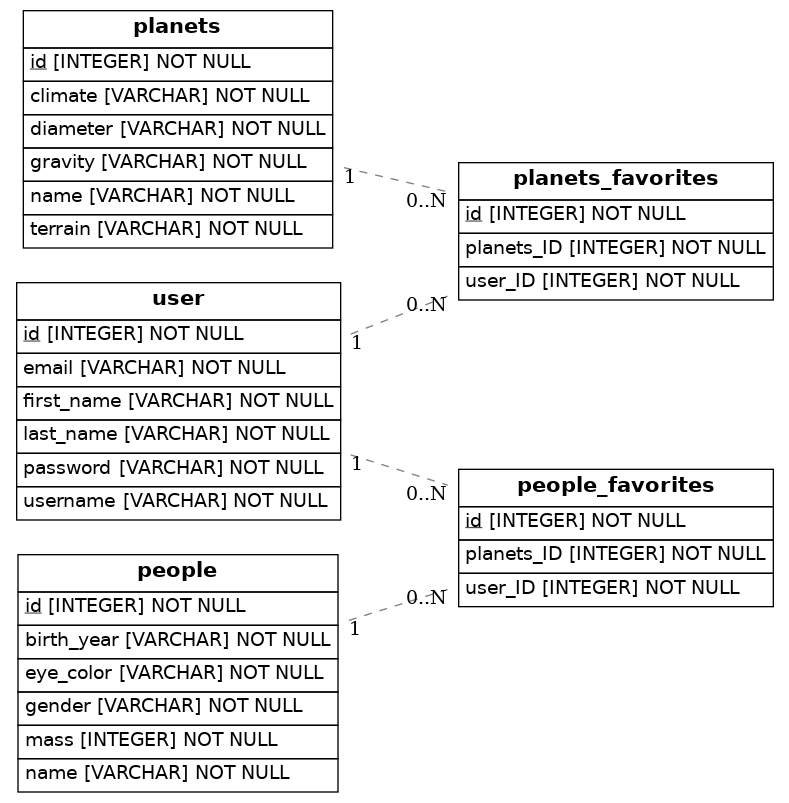 planets
id [INTEGER] NOT NULL
climate [VARCHAR] NOT NULL
diameter [VARCHAR] NOT NULL
gravity [VARCHAR] NOT NULL
name [VARCHAR] NOT NULL
terrain [VARCHAR] NOT NULL
1
0..N
planets_favorites
id [INTEGER] NOT NULL
planets_ID [INTEGER] NOT NULL
user_ID [INTEGER] NOT NULL
user
id [INTEGER] NOT NULL
email [VARCHAR] NOT NULL
first_name [VARCHAR] NOT NULL
last_name [VARCHAR] NOT NULL
password [VARCHAR] NOT NULL
username [VARCHAR] NOT NULL
0..N
1
1
0..N
people_favorites
id [INTEGER] NOT NULL
planets_ID [INTEGER] NOT NULL
user_ID [INTEGER] NOT NULL
people
id [INTEGER] NOT NULL
birth_year [VARCHAR] NOT NULL
eye_color [VARCHAR] NOT NULL
gender [VARCHAR] NOT NULL
mass [INTEGER] NOT NULL
name [VARCHAR] NOT NULL
0..N
1